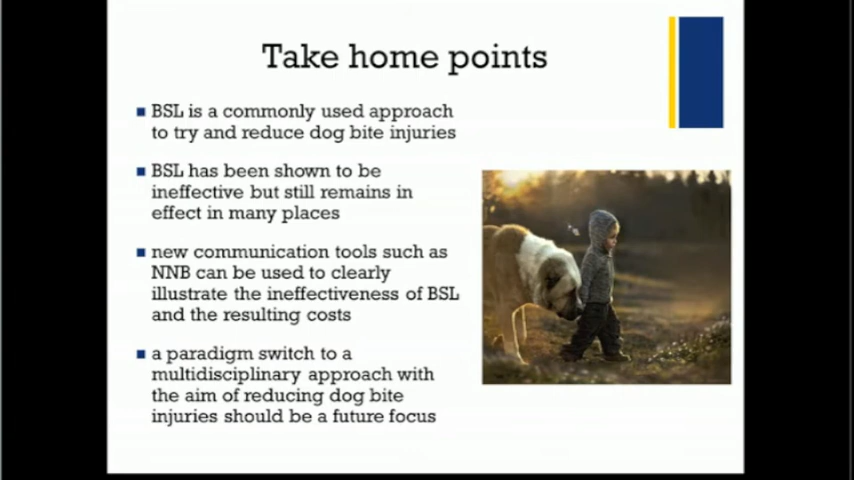 Take home points
BSL is a commonly used approach
to try and reduce dog bite injuries
BSL has been shown to be
ineffective but still remains in
effect in many places
new communication tools such as
NNB can be used to clearly
illustrate the ineffectiveness of BSL
and the resulting costs
a paradigm switch to a
multidisciplinary approach with
the aim of reducing dog bite
injuries should be a future focus